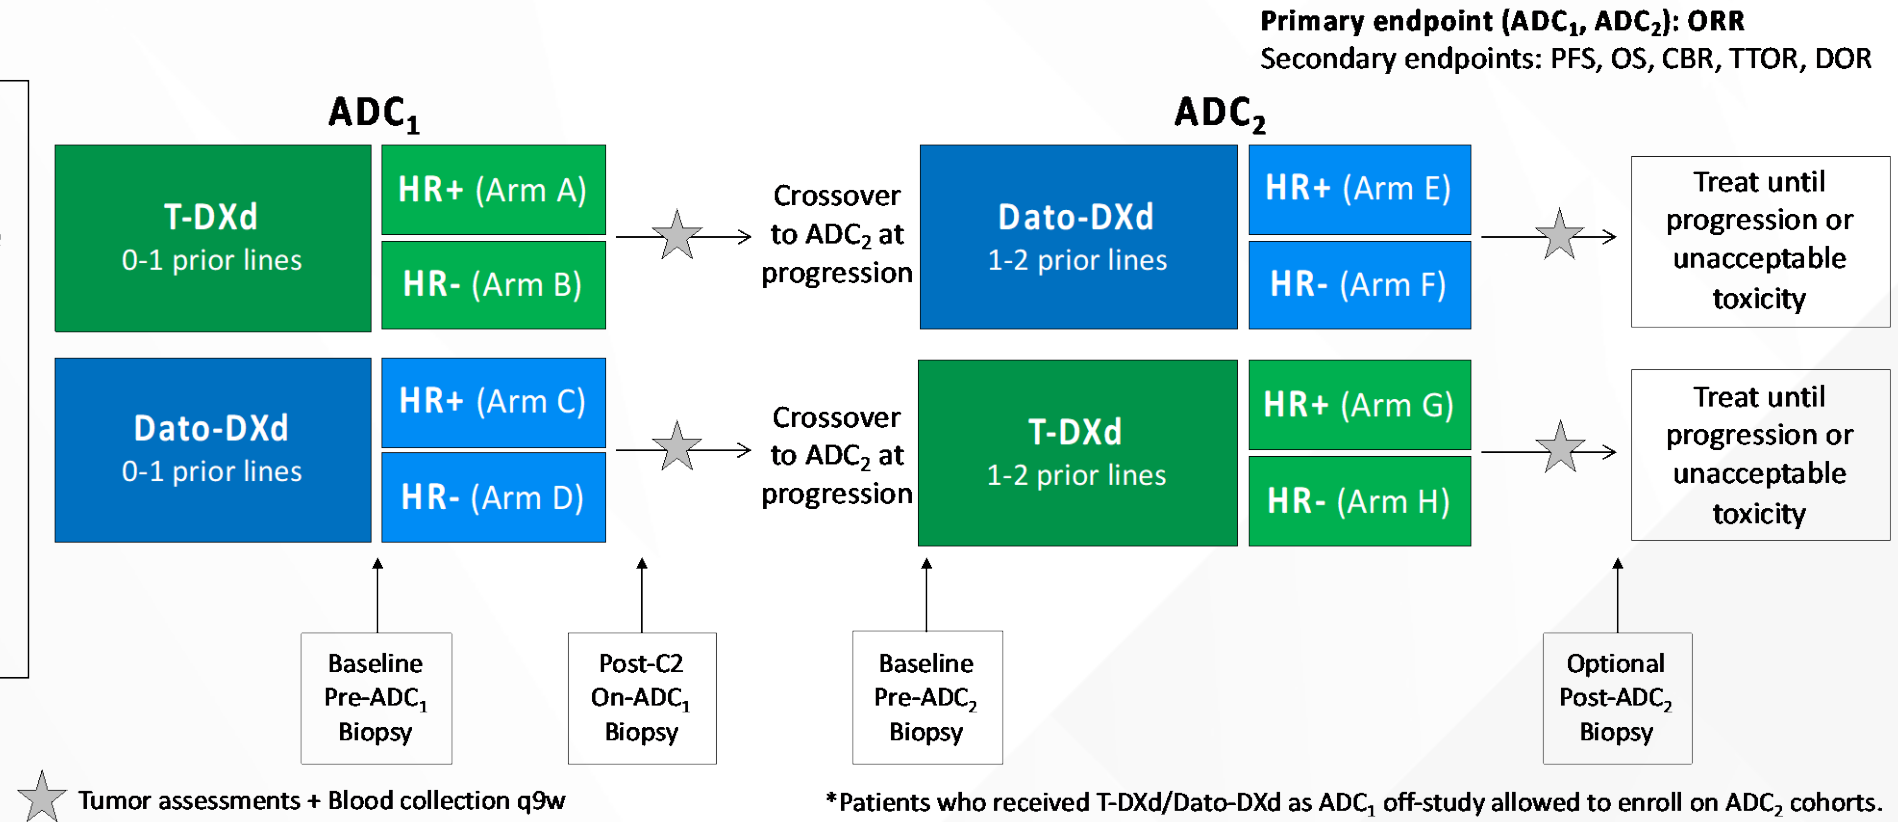 Primary endpoint (ADC₁, ADC₂): ORR
Secondary endpoints: PFS, OS, CBR, TTOR, DOR
ADC₁
ADC₂
T-DXd
0-1 prior lines
HR+ (Arm A)
HR- (Arm B)
Crossover
to ADC₂ at
progression
Dato-DXd
1-2 prior lines
HR+ (Arm E)
HR- (Arm F)
Treat until
progression or
unacceptable
toxicity
Dato-DXd
0-1 prior lines
HR+ (Arm C)
HR- (Arm D)
Crossover
to ADC₂ at
progression
T-DXd
1-2 prior lines
HR+ (Arm G)
HR- (Arm H)
Treat until
progression or
unacceptable
toxicity
Baseline
Pre-ADC₁
Biopsy
Post-C2
On-ADC₁
Biopsy
Baseline
Pre-ADC₂
Biopsy
Optional
Post-ADC₂
Biopsy
Tumor assessments + Blood collection q9w
*Patients who received T-DXd/Dato-DXd as ADC₁ off-study allowed to enroll on ADC₂ cohorts.